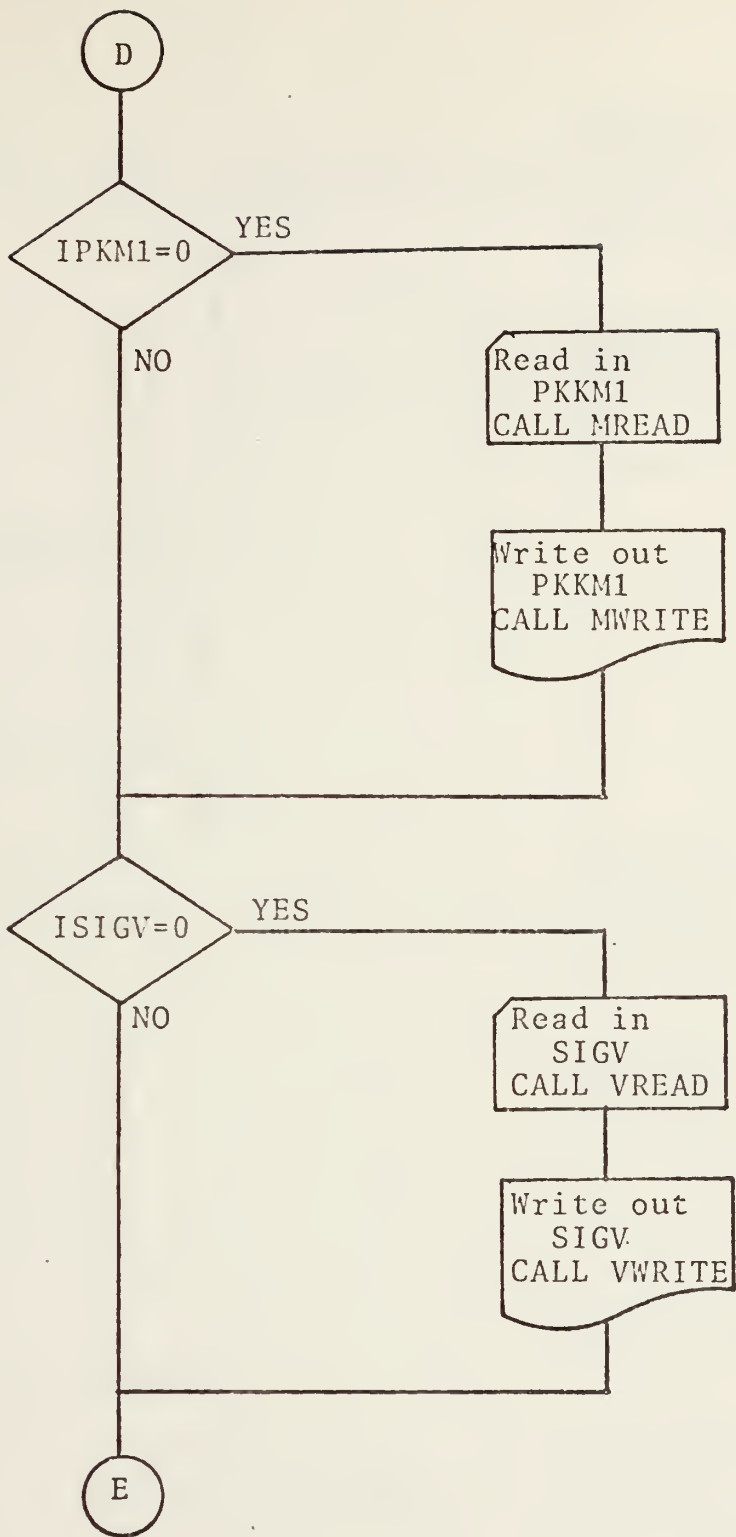 D
IPKM1=0
YES
NO
Read in
PKKM1
CALL MREAD
Write out
PKKM1
CALL MWRITE
ISIGV=0
YES
NO
Read in
SIGV
CALL VREAD
Write out
SIGV
CALL VWRITE
E